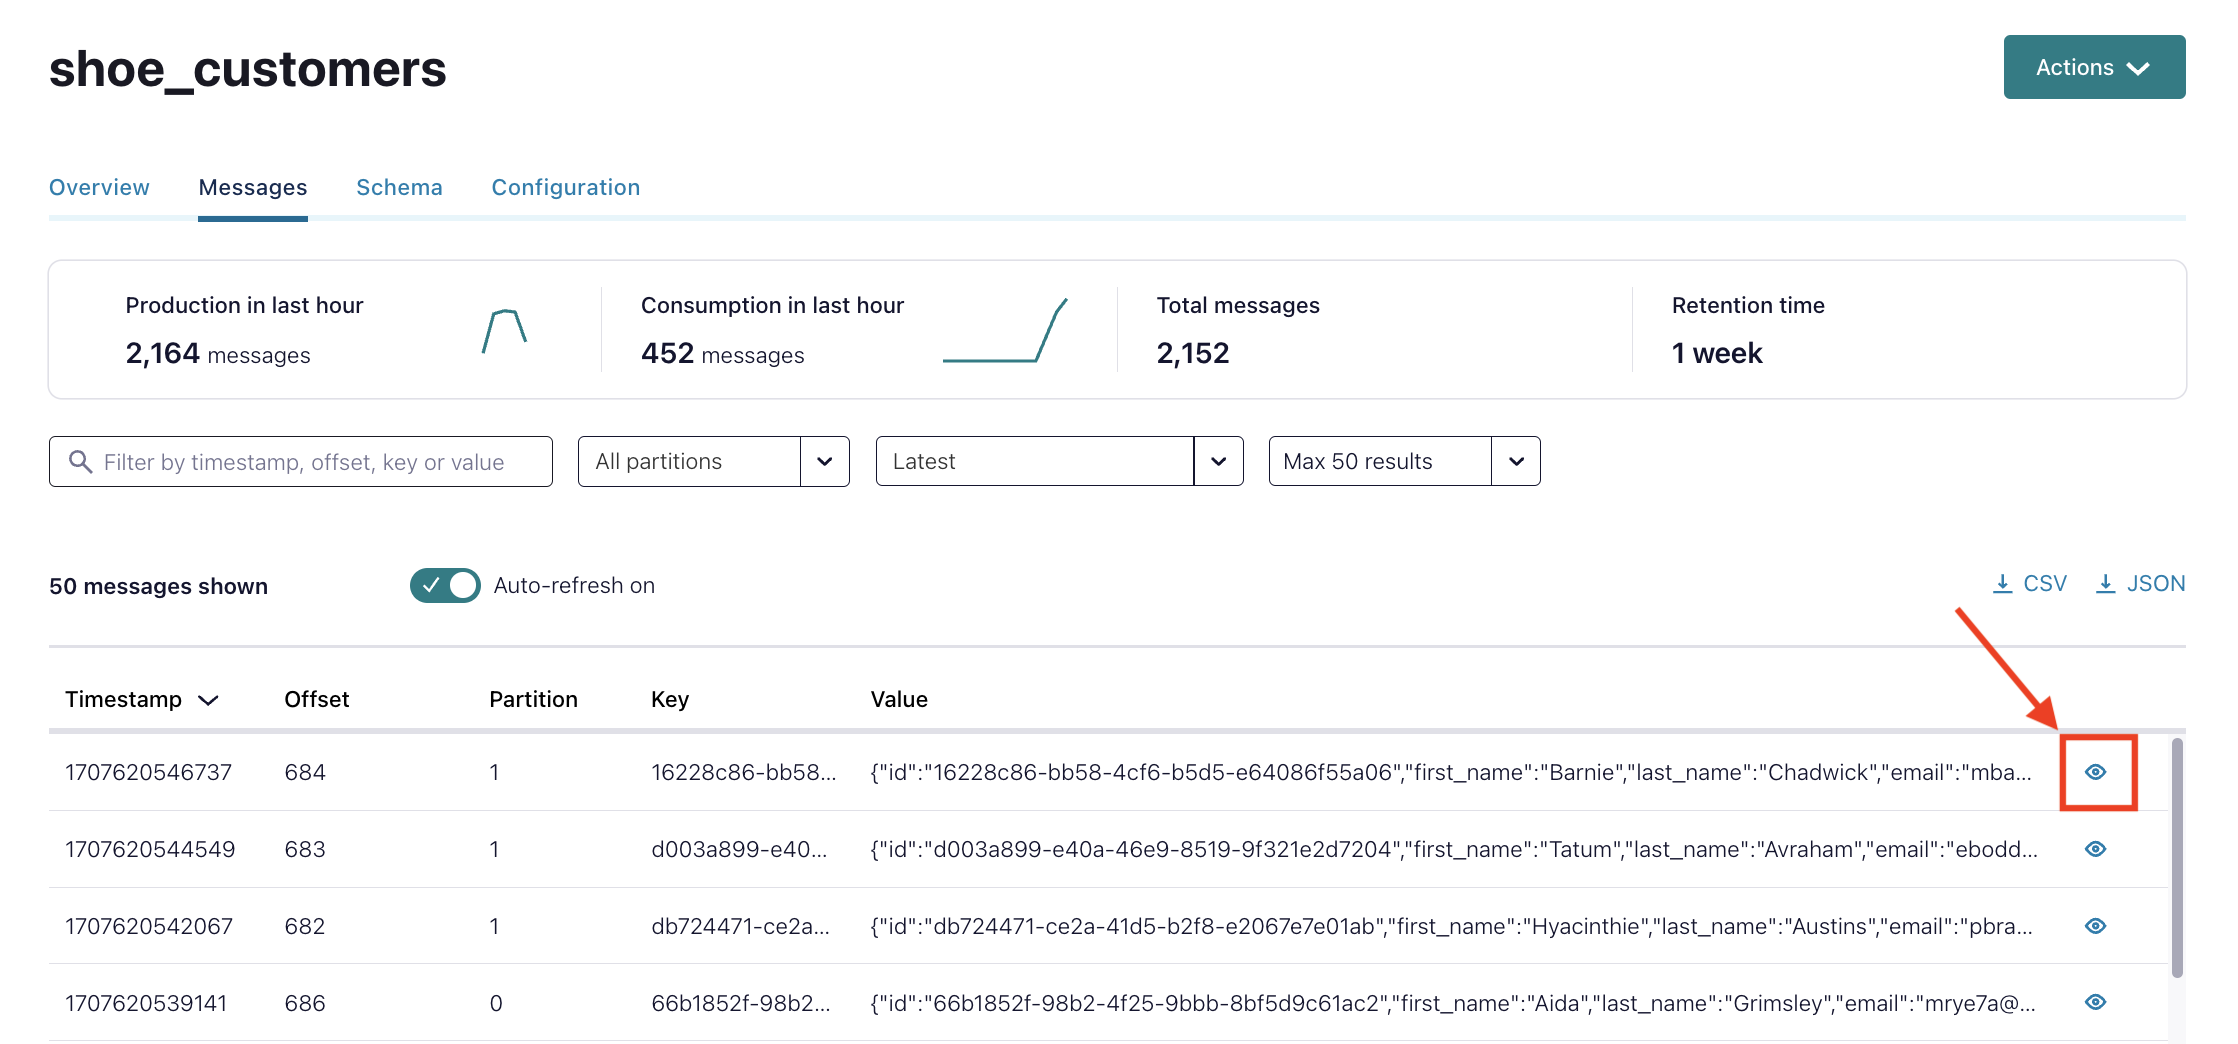 shoe_customers
Actions
Overview Messages Schema Configuration
Production in last hour Consumption in last hour Total messages Retention time
2,164 messages 452 messages 2,152 1 week
Filter by timestamp, offset, key or value All partitions Latest Max 50 results
50 messages shown Auto-refresh on CSV JSON
Timestamp Offset Partition Key Value
1707620546737 684 1 16228c86-bb58... {"id":"16228c86-bb58-4cf6-b5d5-e64086f55a06","first_name":"Barnie","last_name":"Chadwick","email":"mba...
1707620544549 683 1 d003a899-e40... {"id":"d003a899-e40a-46e9-8519-9f321e2d7204","first_name":"Tatum","last_name":"Avraham","email":"ebodd...
1707620542067 682 1 db724471-ce2a... {"id":"db724471-ce2a-41d5-b2f8-e2067e7e01ab","first_name":"Hyacinthie","last_name":"Austins","email":"pbra...
1707620539141 686 0 66b1852f-98b2... {"id":"66b1852f-98b2-4f25-9bbb-8bf5d9c61ac2","first_name":"Aida","last_name":"Grimsley","email":"mrye7a@...